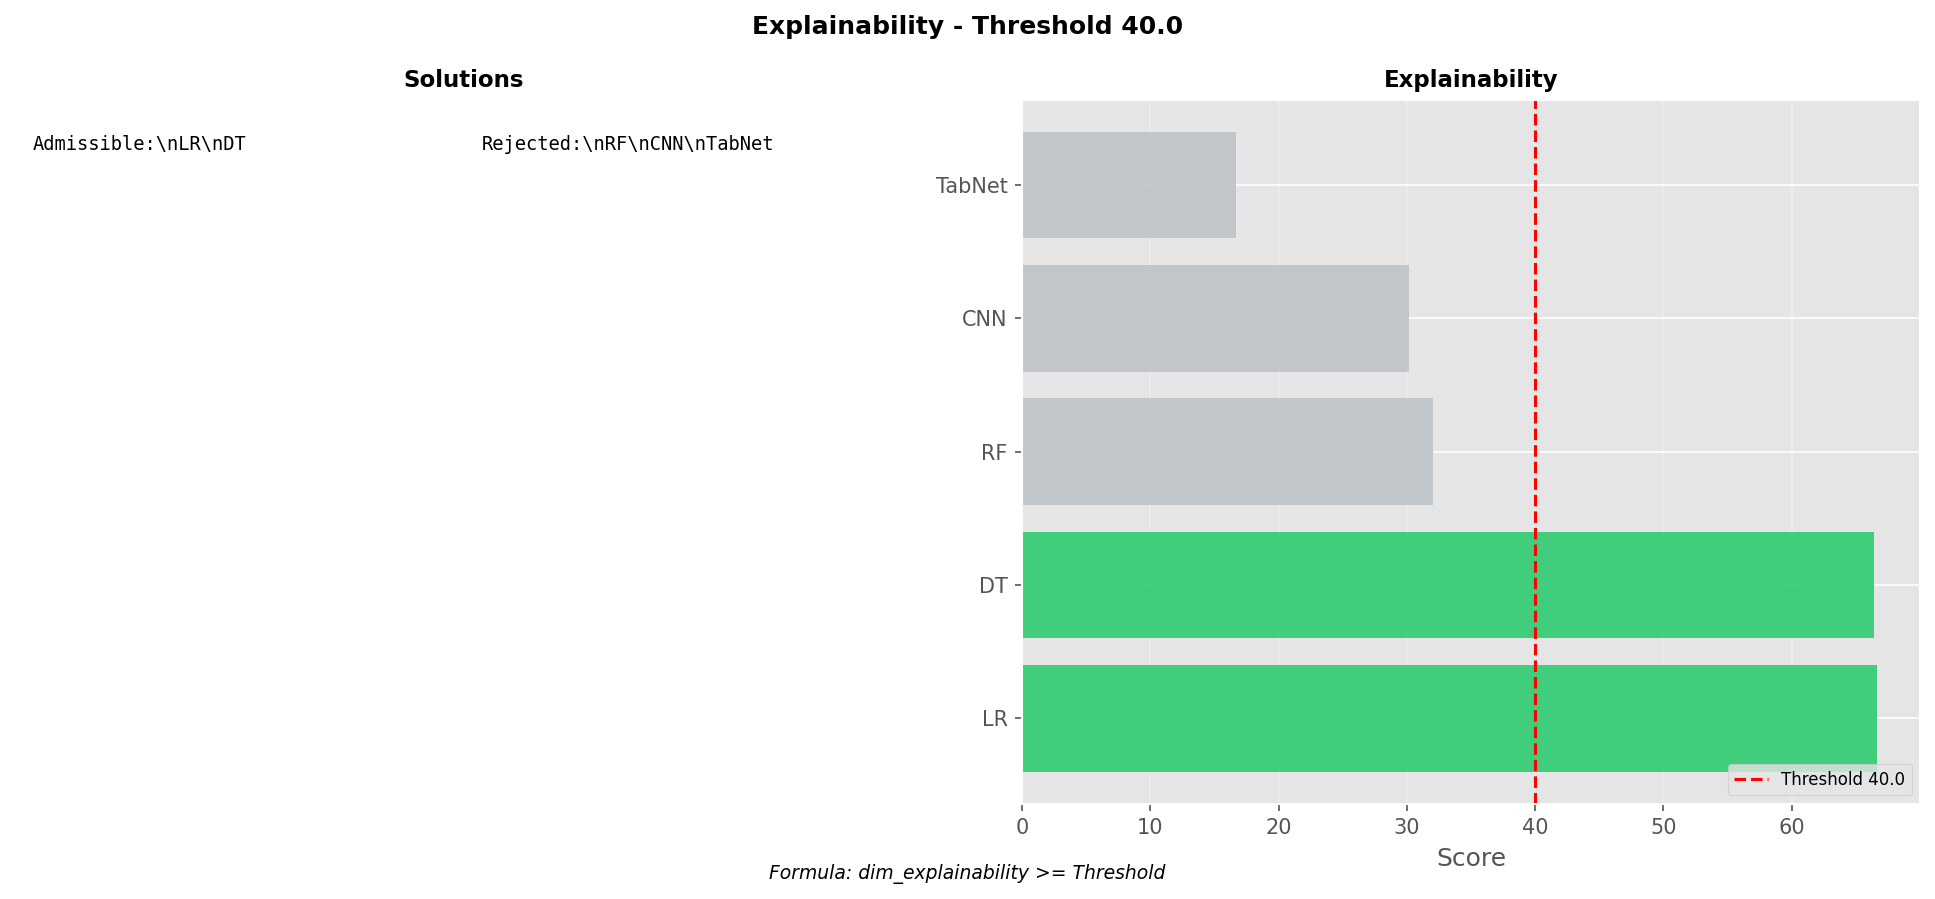 Explainability - Threshold 40.0
Solutions
Admissible:\nLR\nDT
Rejected:\nRF\nCNN\nTabNet
Explainability
TabNet
CNN
RF
DT
LR
Threshold 40.0
0 10 20 30 40 50 60
Score
Formula: dim_explainability >= Threshold